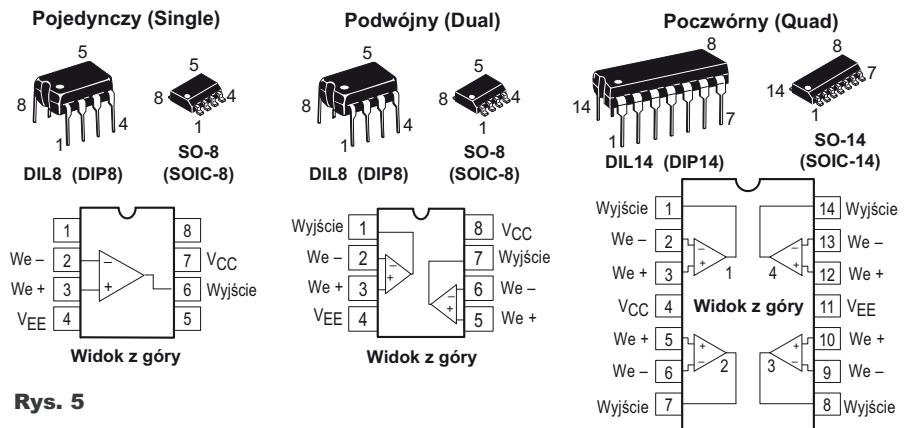 Pojedynczy (Single)
5
8
4
1
DIL8 (DIP8)
5
8
4
1
SO-8
(SOIC-8)
1
8
We –
2
7
VCC
We +
3
6
Wyjście
VEE
4
5
–
+
Widok z góry
Rys. 5
Podwójny (Dual)
5
8
4
1
DIL8 (DIP8)
5
8
4
1
SO-8
(SOIC-8)
Wyjście
1
8
VCC
We –
2
7
Wyjście
We +
3
6
We –
VEE
4
5
We +
–
+
–
+
Widok z góry
Poczwórny (Quad)
8
14
7
1
DIL14 (DIP14)
8
14
7
1
SO-14
(SOIC-14)
Wyjście
1
14
Wyjście
We –
2
13
We –
–
+
1
–
+
4
We +
3
12
We +
VCC
4
Widok z góry
11
VEE
We +
5
10
We +
+
–
2
+
–
3
We –
6
9
We –
Wyjście
7
8
Wyjście